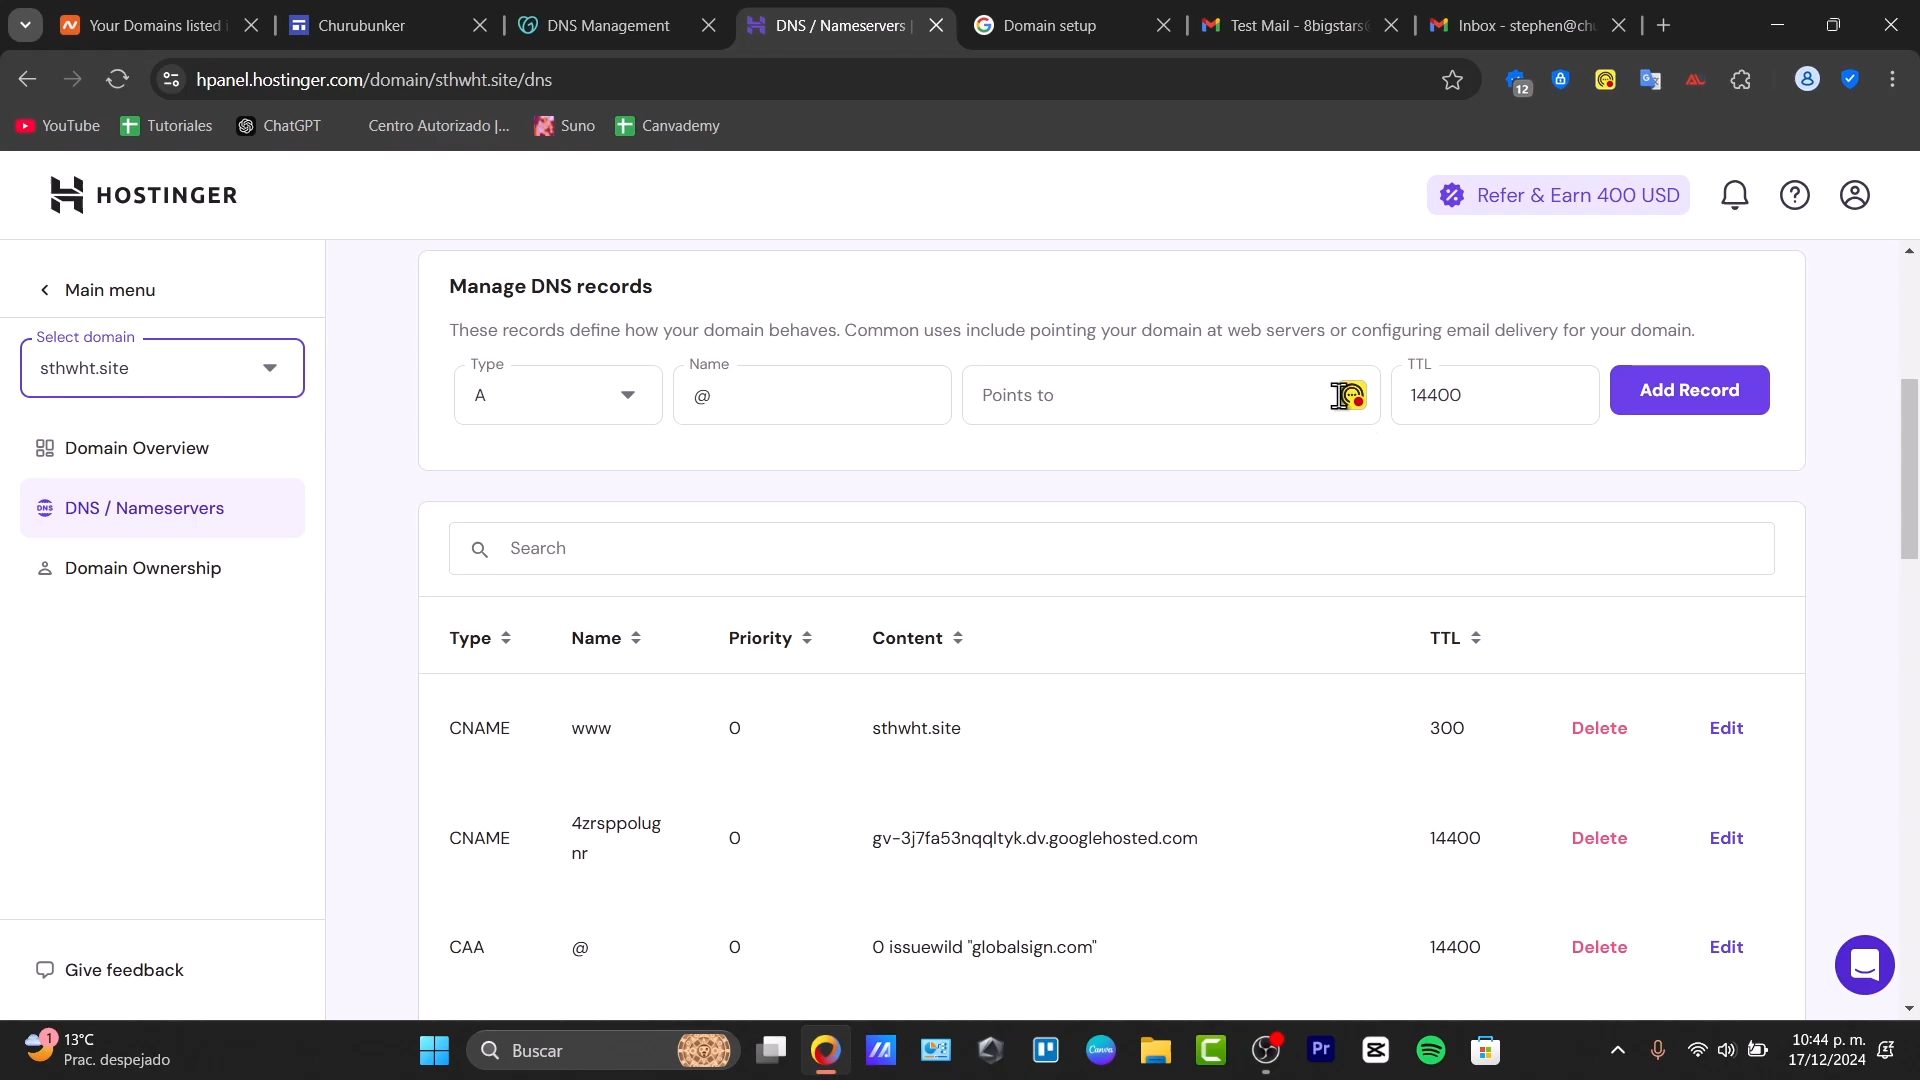 Your Domains listed i
Churubunker
DNS Management
DNS / Nameservers |
Domain setup
Test Mail - 8bigstars@
Inbox - stephen@chu
hpanel.hostinger.com/domain/sthwht.site/dns
12
YouTube
Tutoriales
ChatGPT
Centro Autorizado |...
Suno
Canvademy
HOSTINGER
Refer & Earn 400 USD
Main menu
Select domain
sthwht.site
Domain Overview
DNS
DNS / Nameservers
Domain Ownership
Give feedback
Manage DNS records
These records define how your domain behaves. Common uses include pointing your domain at web servers or configuring email delivery for your domain.
Type
A
Name
@
Points to
TTL
14400
Add Record
Search
Type Name Priority Content TTL
CNAME www 0 sthwht.site 300 Delete Edit
CNAME 4zrsppolug
nr 0 gv-3j7fa53nqqltyk.dv.googlehosted.com 14400 Delete Edit
CAA @ 0 0 issuewild "globalsign.com" 14400 Delete Edit
1
13°C
Prac. despejado
Buscar
Canva
Pr
10:44 p. m.
17/12/2024